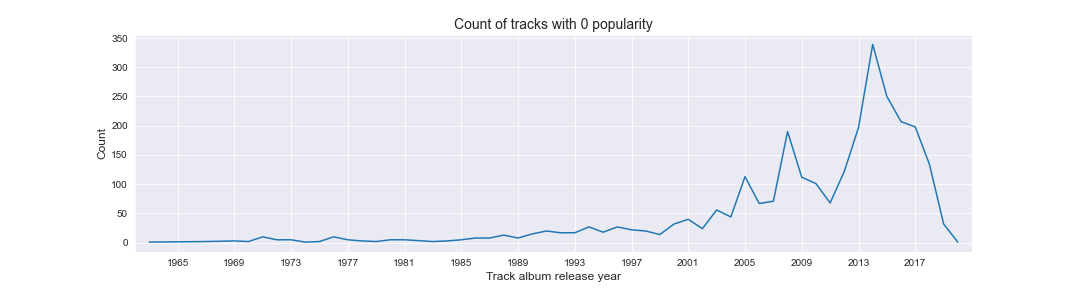 Count of tracks with 0 popularity
350
300
250
200
150
100
50
0
Count
1965 1969 1973 1977 1981 1985 1989 1993 1997 2001 2005 2009 2013 2017
Track album release year